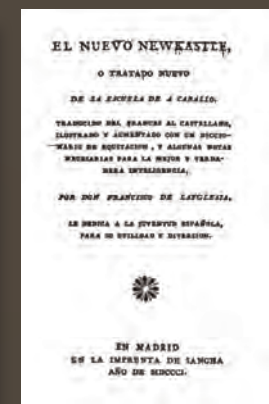 EL NUEVO NEWKASTLE,
O TRATADO NUEVO
DE LA ESCUELA DE A CABALLO,
TRADUCIDO DEL FRANCES AL CASTELLANO,
ILUSTRADO Y AUMENTADO CON UN DICCIO-
NARIO DE EQUITACION, Y ALGUNAS NOTAS
NECESARIAS PARA LA MEJOR Y VERDA-
DERA INTELIGENCIA,
POR DON FRANCISCO DE LAYGLESIA,
LE DEDICA A LA JUVENTUD ESPAÑOLA,
PARA SU UTILIDAD Y DIVERSION.
EN MADRID
EN LA IMPRENTA DE SANCHA
AÑO DE MDCCCI.